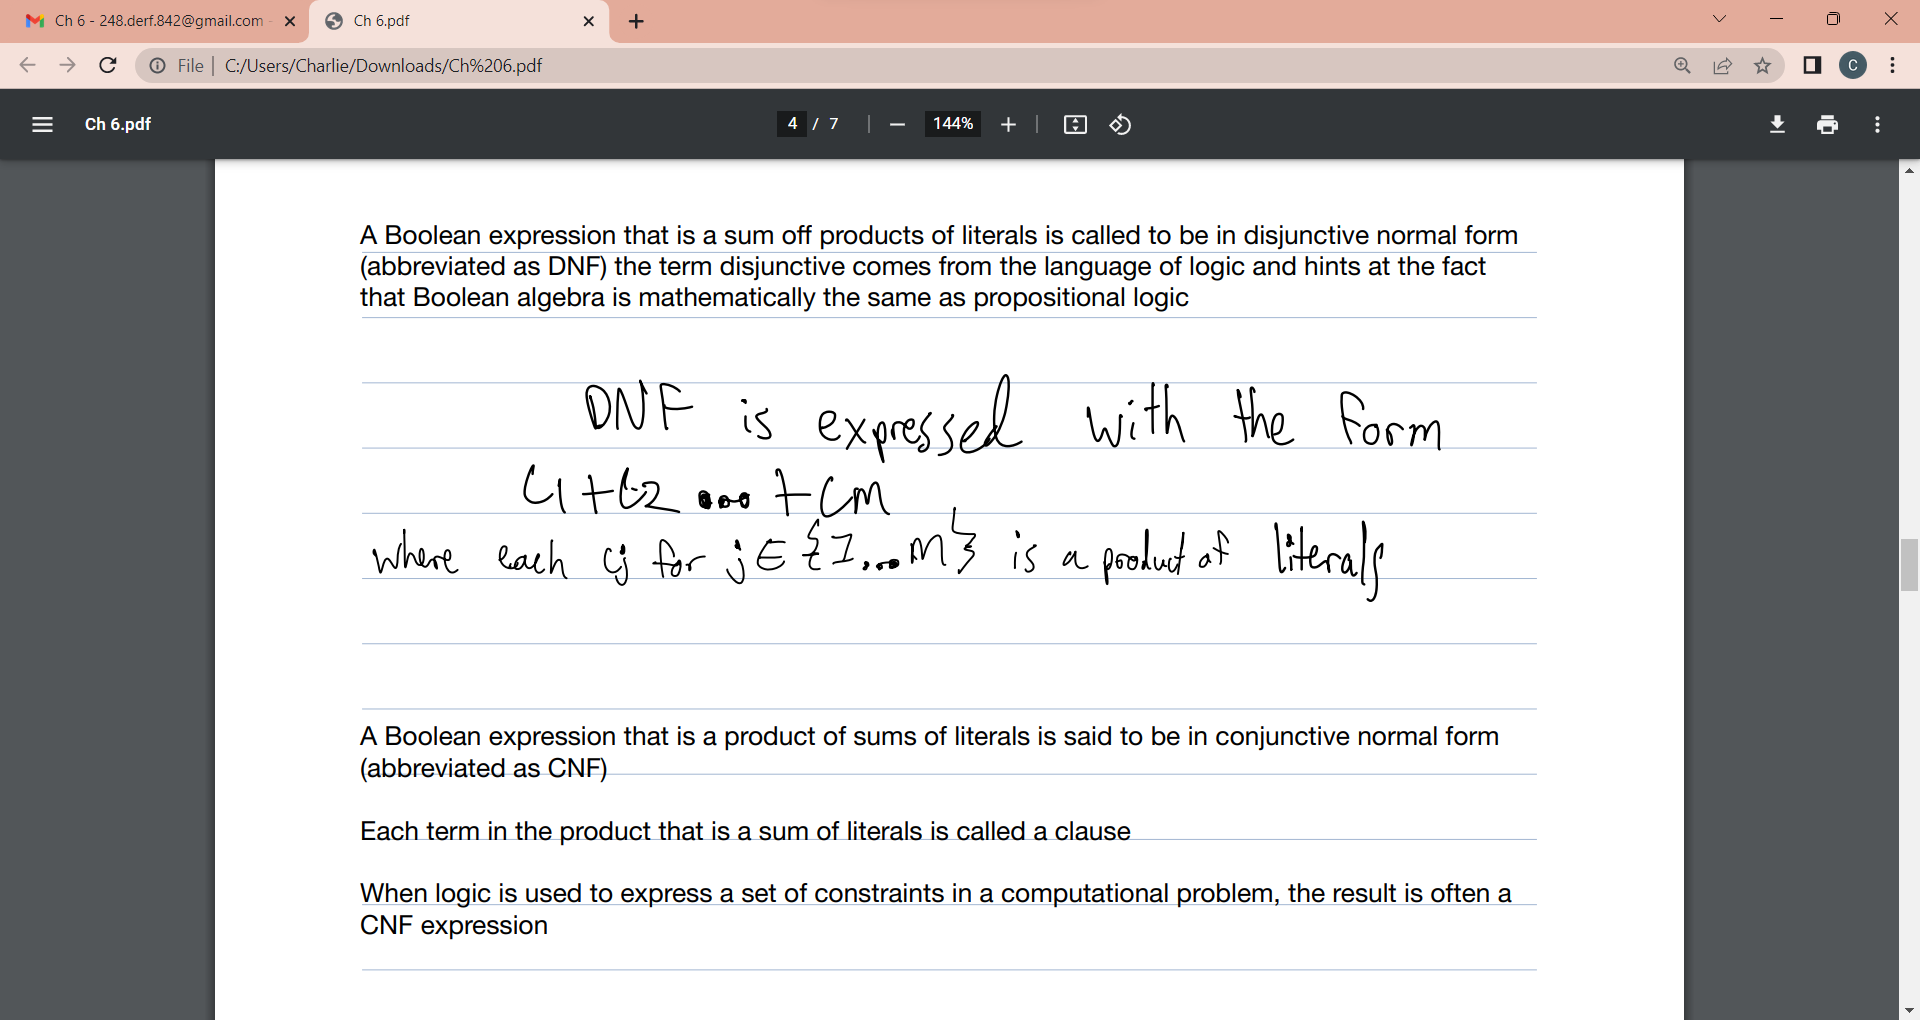 Ch 6 - 248.derf.842@gmail.com
Ch 6.pdf
File | C:/Users/Charlie/Downloads/Ch%206.pdf
C
Ch 6.pdf
4 / 7 | − 144% + |
A Boolean expression that is a sum off products of literals is called to be in disjunctive normal form
(abbreviated as DNF) the term disjunctive comes from the language of logic and hints at the fact
that Boolean algebra is mathematically the same as propositional logic
DNF is expressed with the form
C1+C2 ... +CM
where each cj for j∈{1,...M} is a product of literals
A Boolean expression that is a product of sums of literals is said to be in conjunctive normal form
(abbreviated as CNF)
Each term in the product that is a sum of literals is called a clause
When logic is used to express a set of constraints in a computational problem, the result is often a
CNF expression